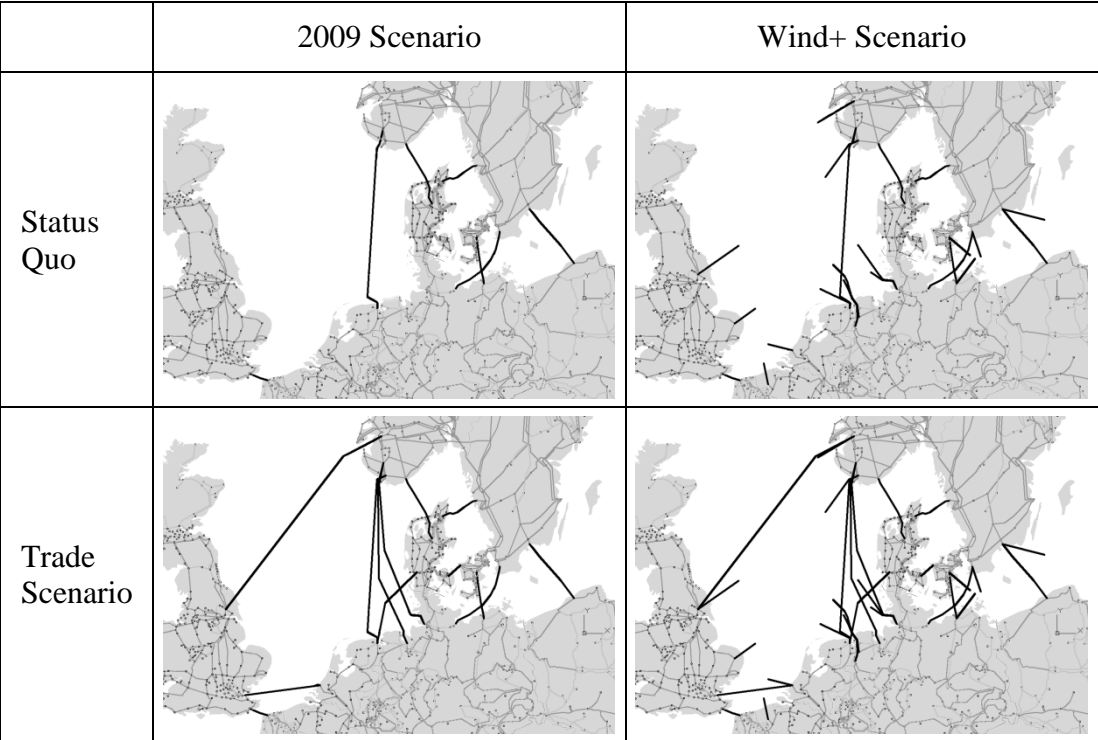 2009 Scenario
Wind+ Scenario
Status
Quo
Trade
Scenario